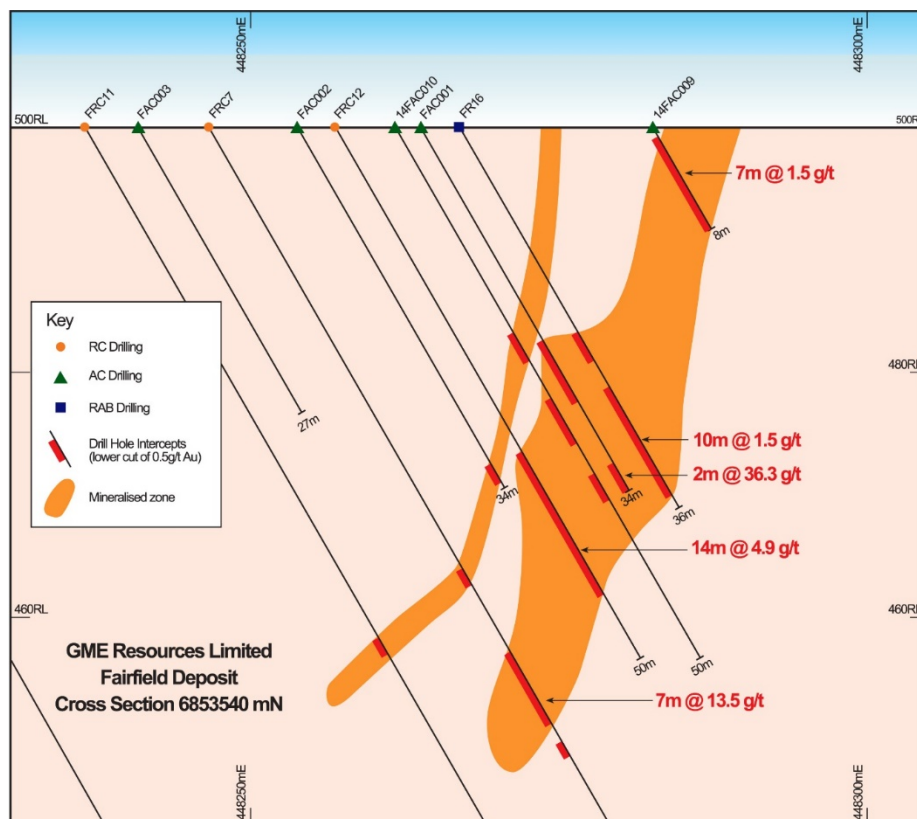 448250mE
448300mE
FRC11
FAC003
FRC7
FAC002
FRC12
14FAC010
FAC001
FR16
14FAC009
500RL
500RL
7m @ 1.5 g/t
8m
Key
RC Drilling
AC Drilling
RAB Drilling
Drill Hole Intercepts
(lower cut of 0.5g/t Au)
Mineralised zone
480RL
480RL
27m
10m @ 1.5 g/t
2m @ 36.3 g/t
34m
34m
36m
14m @ 4.9 g/t
460RL
460RL
GME Resources Limited
Fairfield Deposit
Cross Section 6853540 mN
50m
50m
7m @ 13.5 g/t
448250mE
448300mE